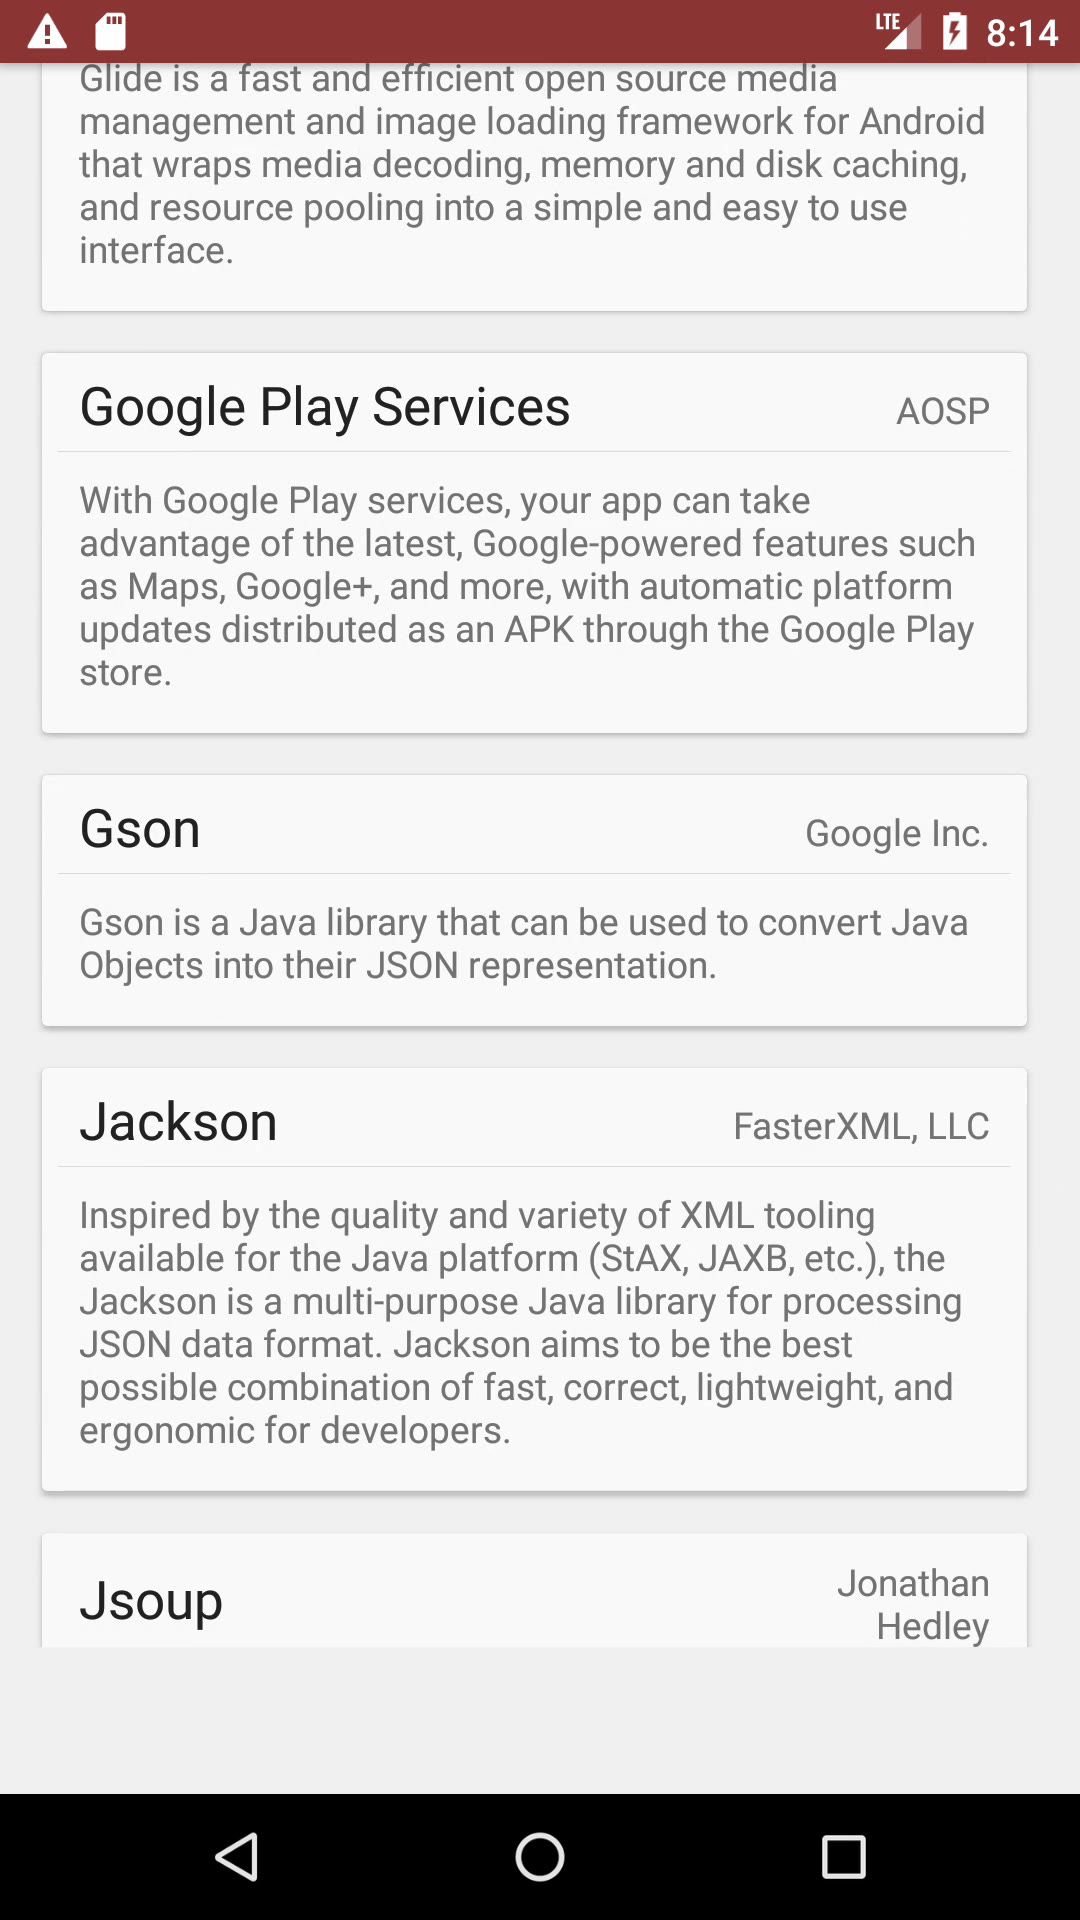 LTE 8:14
Glide is a fast and efficient open source media
management and image loading framework for Android
that wraps media decoding, memory and disk caching,
and resource pooling into a simple and easy to use
interface.
Google Play Services AOSP
With Google Play services, your app can take
advantage of the latest, Google-powered features such
as Maps, Google+, and more, with automatic platform
updates distributed as an APK through the Google Play
store.
Gson Google Inc.
Gson is a Java library that can be used to convert Java
Objects into their JSON representation.
Jackson FasterXML, LLC
Inspired by the quality and variety of XML tooling
available for the Java platform (StAX, JAXB, etc.), the
Jackson is a multi-purpose Java library for processing
JSON data format. Jackson aims to be the best
possible combination of fast, correct, lightweight, and
ergonomic for developers.
Jsoup
Jonathan
Hedley